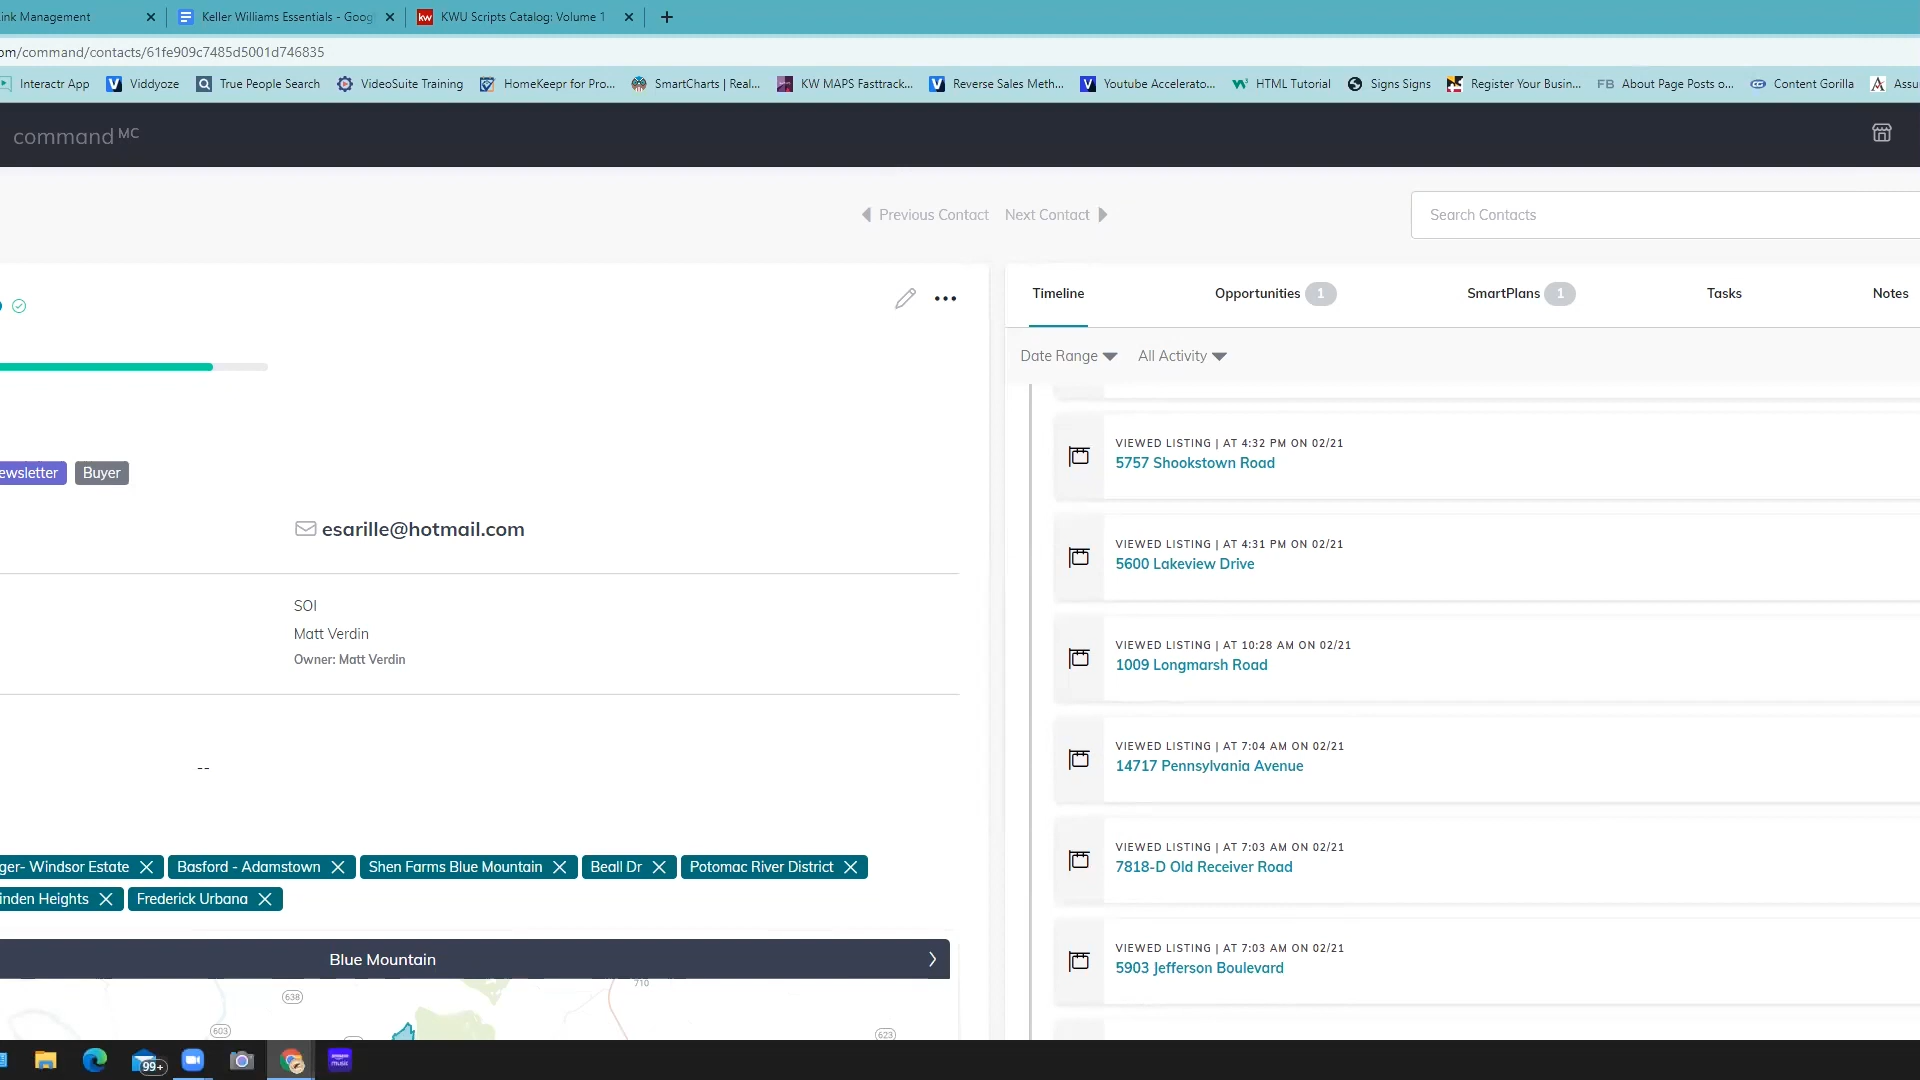 ink Management
Keller Williams Essentials - Goog
KWU Scripts Catalog: Volume 1
om/command/contacts/61fe909c7485d5001d746835
Interactr App
Viddyoze
True People Search
VideoSuite Training
HomeKeepr for Pro...
SmartCharts | Real...
KW MAPS Fasttrack...
Reverse Sales Meth...
Youtube Accelerato...
HTML Tutorial
Signs Signs
Register Your Busin...
FB About Page Posts o...
Content Gorilla
Assu
command MC
Previous Contact
Next Contact
Search Contacts
Timeline
Opportunities 1
SmartPlans 1
Tasks
Notes
Date Range
All Activity
ewsletter
Buyer
esarille@hotmail.com
SOI
Matt Verdin
Owner: Matt Verdin
--
ger- Windsor Estate
Basford - Adamstown
Shen Farms Blue Mountain
Beall Dr
Potomac River District
inden Heights
Frederick Urbana
Blue Mountain
710
638
603
623
VIEWED LISTING | AT 4:32 PM ON 02/21
5757 Shookstown Road
VIEWED LISTING | AT 4:31 PM ON 02/21
5600 Lakeview Drive
VIEWED LISTING | AT 10:28 AM ON 02/21
1009 Longmarsh Road
VIEWED LISTING | AT 7:04 AM ON 02/21
14717 Pennsylvania Avenue
VIEWED LISTING | AT 7:03 AM ON 02/21
7818-D Old Receiver Road
VIEWED LISTING | AT 7:03 AM ON 02/21
5903 Jefferson Boulevard
99+